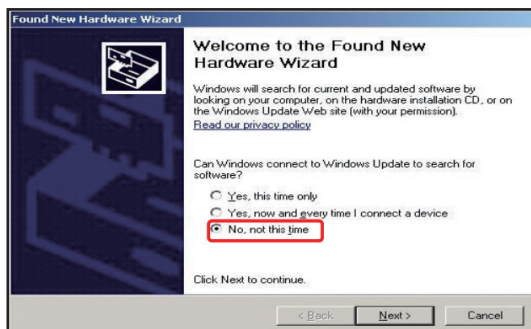 Found New Hardware Wizard
Welcome to the Found New
Hardware Wizard
Windows will search for current and updated software by
looking on your computer, on the hardware installation CD, or on
the Windows Update Web site (with your permission).
Read our privacy policy
Can Windows connect to Windows Update to search for
software?
Yes, this time only
Yes, now and every time I connect a device
No, not this time
Click Next to continue.
< Back
Next >
Cancel